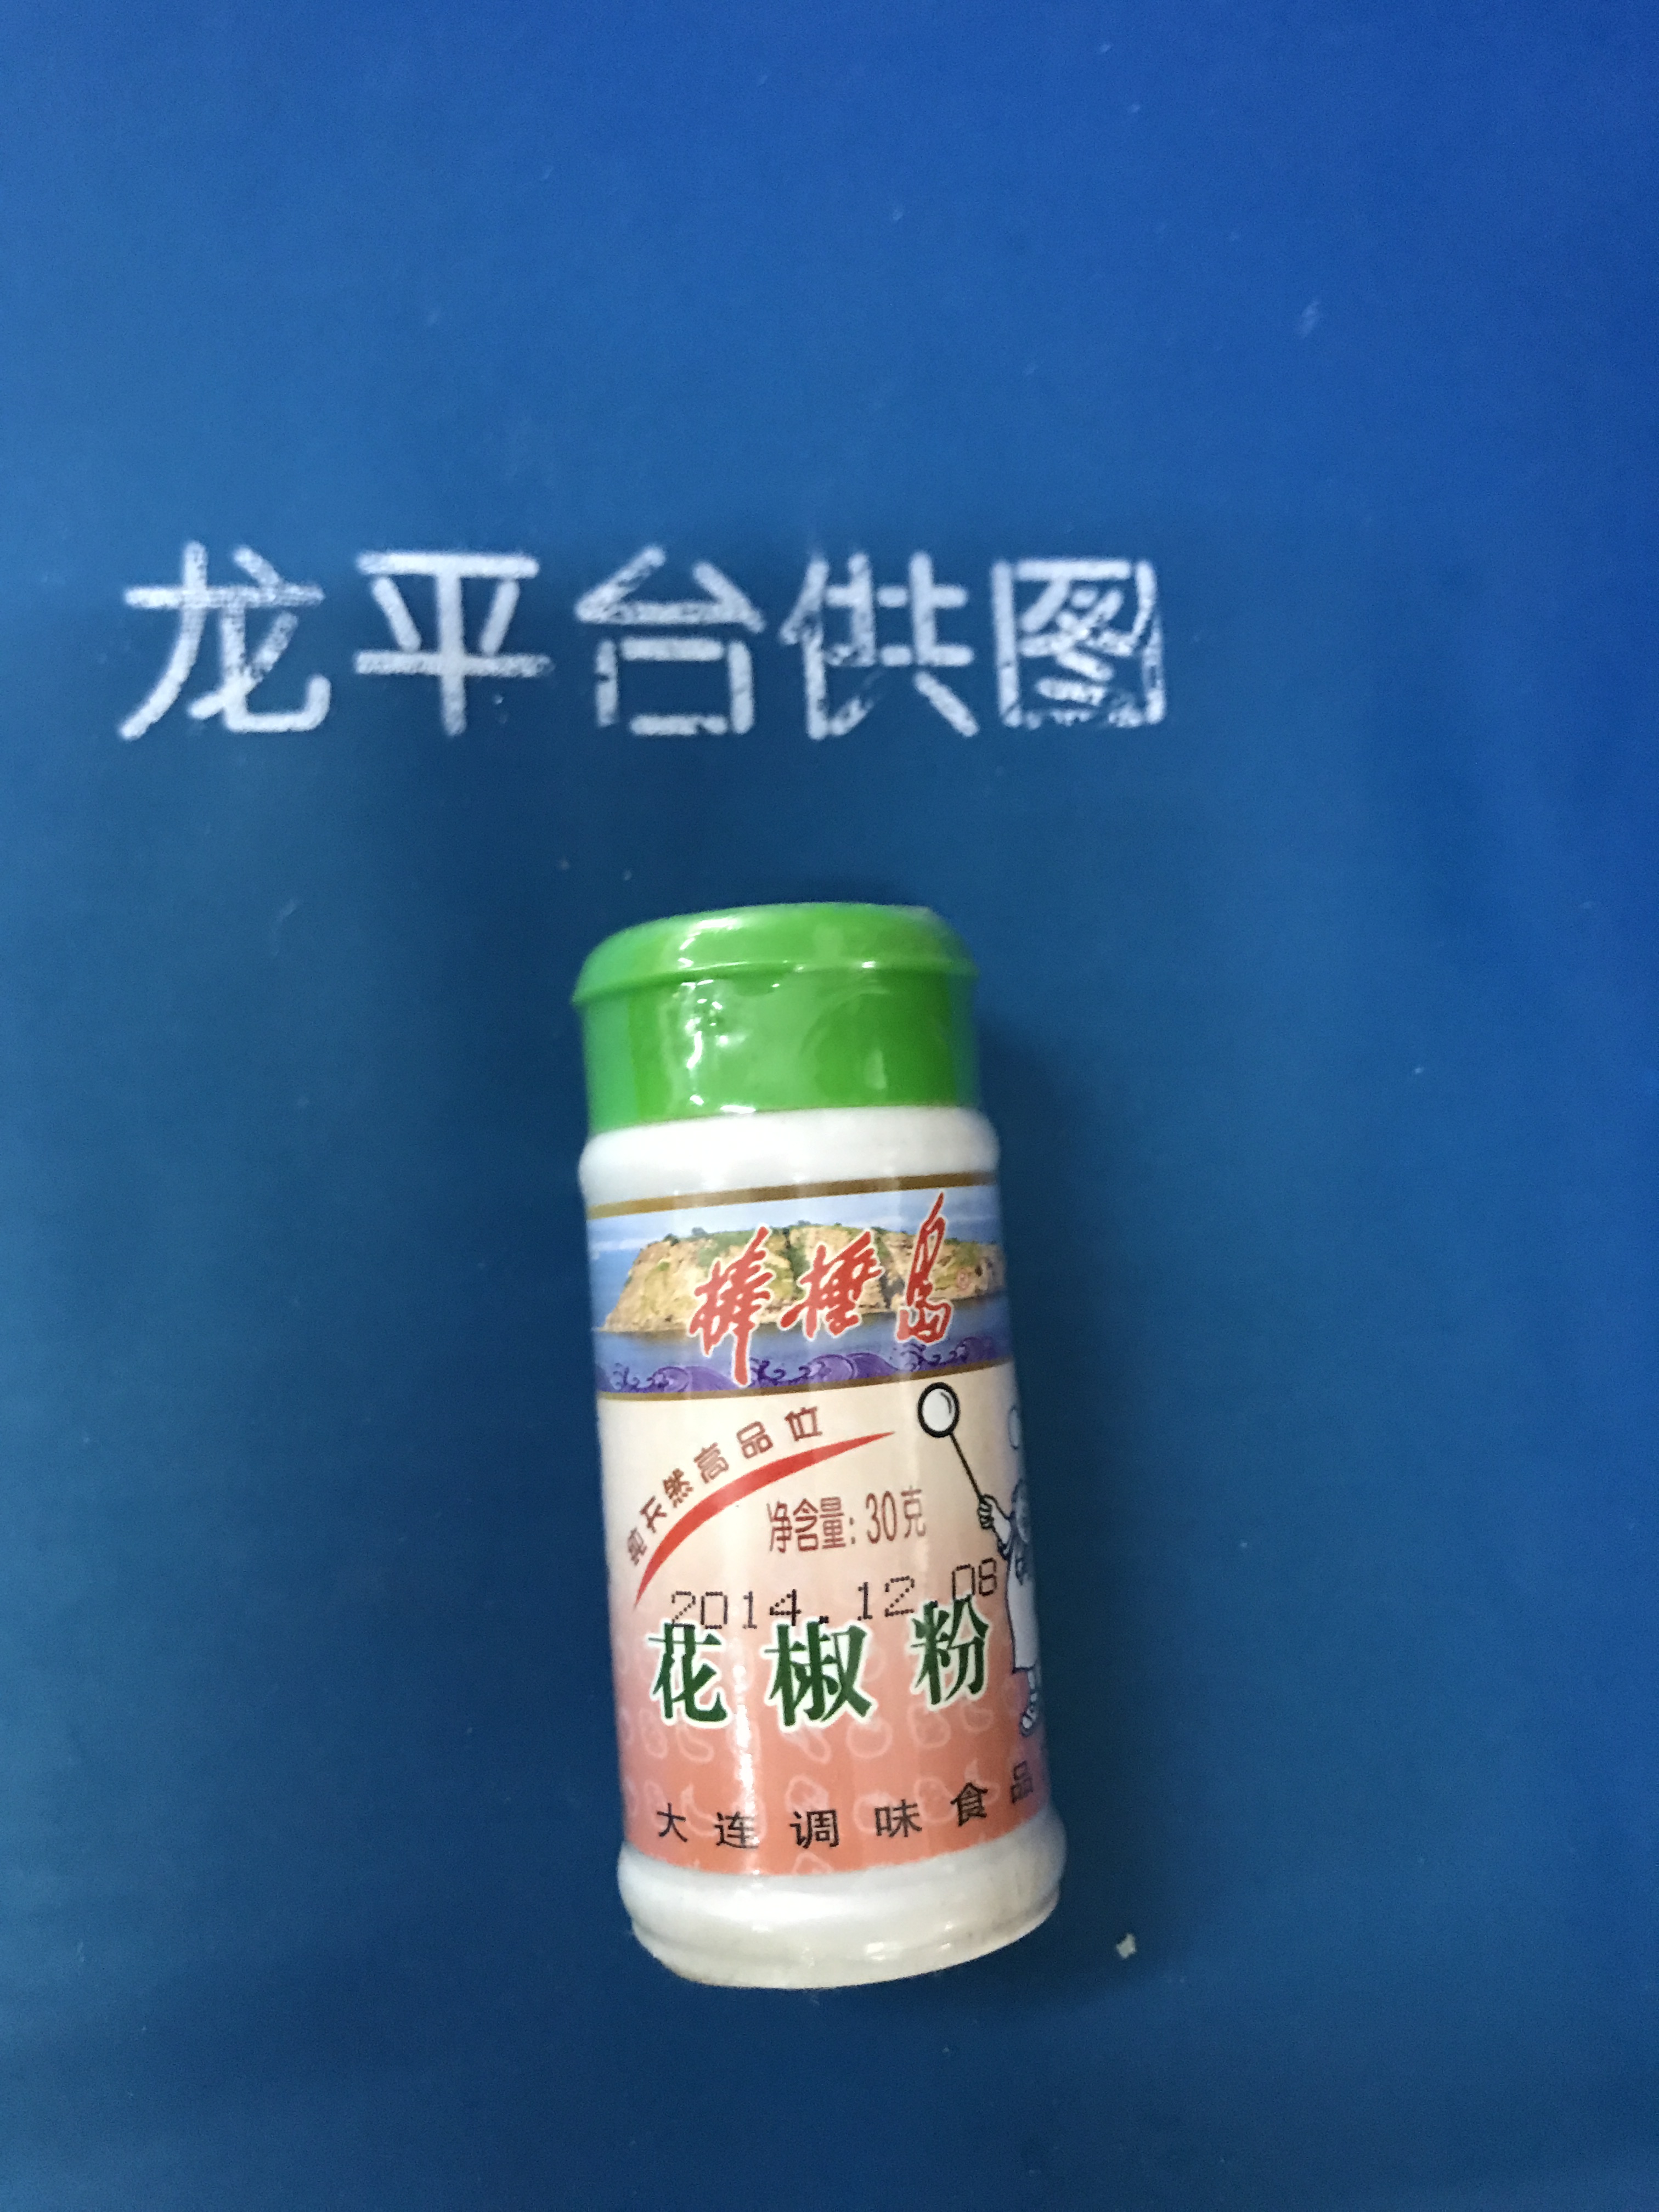 龙平台供图
棒棰岛
纯天然高品位
净含量:30克
2014.12.08
花椒粉
大连调味食品